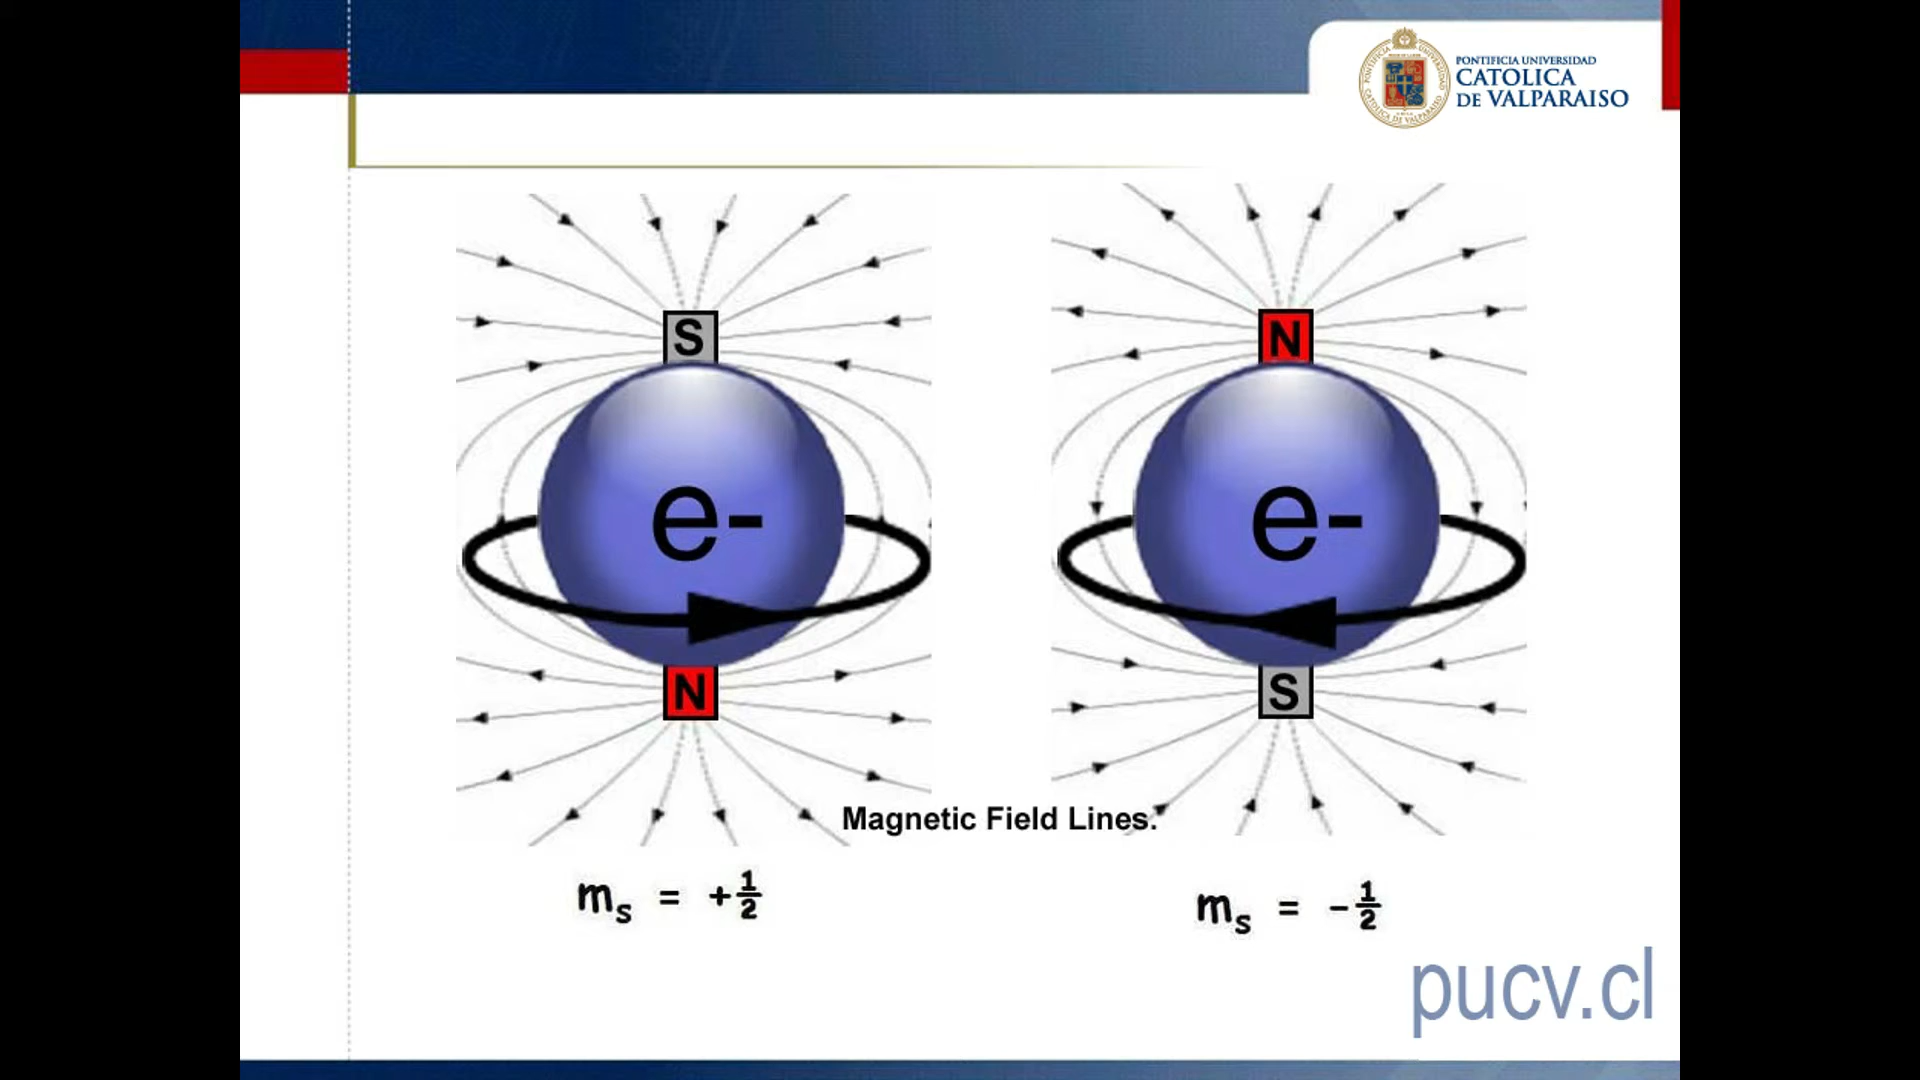 PONTIFICIA UNIVERSIDAD
CATOLICA
DE VALPARAISO
S
N
e-
e-
N
S
Magnetic Field Lines.
mₛ = +½
mₛ = -½
pucv.cl